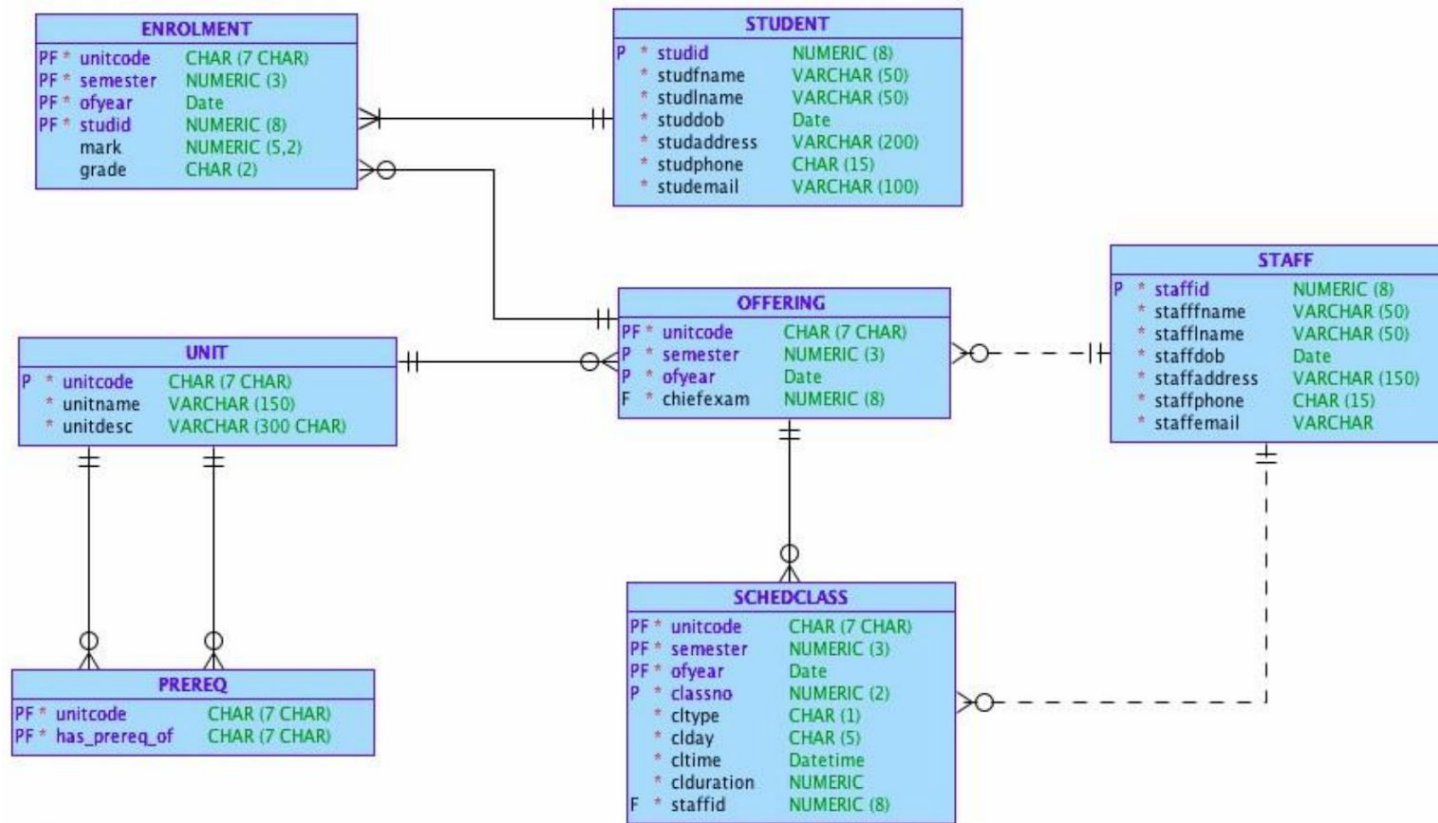 ENROLMENT
PF * unitcode CHAR (7 CHAR)
PF * semester NUMERIC (3)
PF * ofyear Date
PF * studid NUMERIC (8)
mark NUMERIC (5,2)
grade CHAR (2)
STUDENT
P * studid NUMERIC (8)
* studfname VARCHAR (50)
* studlname VARCHAR (50)
* studdob Date
* studaddress VARCHAR (200)
* studphone CHAR (15)
* studemail VARCHAR (100)
STAFF
P * staffid NUMERIC (8)
* stafffname VARCHAR (50)
* stafflname VARCHAR (50)
* staffdob Date
* staffaddress VARCHAR (150)
* staffphone CHAR (15)
* staffemail VARCHAR
OFFERING
PF * unitcode CHAR (7 CHAR)
P * semester NUMERIC (3)
P * ofyear Date
F * chiefexam NUMERIC (8)
UNIT
P * unitcode CHAR (7 CHAR)
* unitname VARCHAR (150)
* unitdesc VARCHAR (300 CHAR)
SCHEDCLASS
PF * unitcode CHAR (7 CHAR)
PF * semester NUMERIC (3)
PF * ofyear Date
P * classno NUMERIC (2)
* cltype CHAR (1)
* clday CHAR (5)
* cltime Datetime
* clduration NUMERIC
F * staffid NUMERIC (8)
PREREQ
PF * unitcode CHAR (7 CHAR)
PF * has_prereq_of CHAR (7 CHAR)